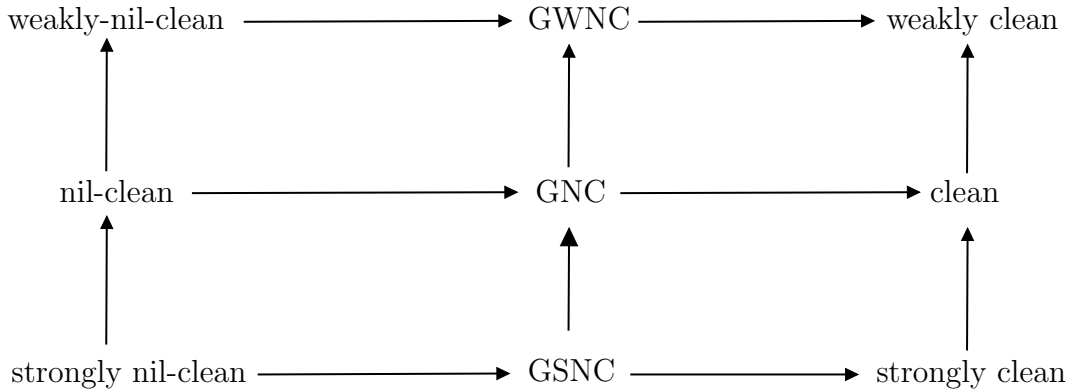 weakly-nil-clean GWNC weakly clean
nil-clean GNC clean
strongly nil-clean GSNC strongly clean